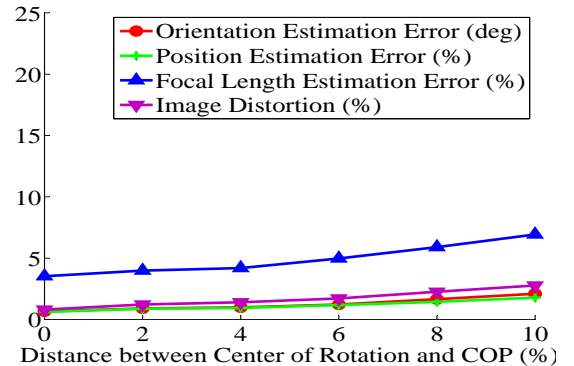 25
20
15
10
5
0
Orientation Estimation Error (deg)
Position Estimation Error (%)
Focal Length Estimation Error (%)
Image Distortion (%)
0 2 4 6 8 10
Distance between Center of Rotation and COP (%)